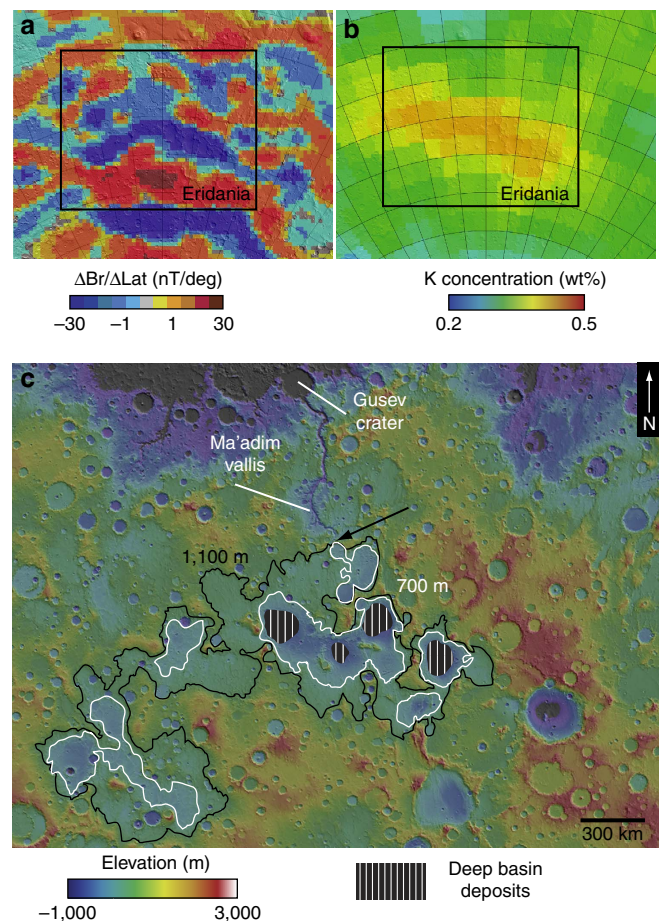 a
Eridania
ΔBr/ΔLat (nT/deg)
−30 −1 1 30
b
Eridania
K concentration (wt%)
0.2 0.5
c
N
Gusev
crater
Ma'adim
vallis
1,100 m
700 m
300 km
Elevation (m)
−1,000 3,000
Deep basin
deposits